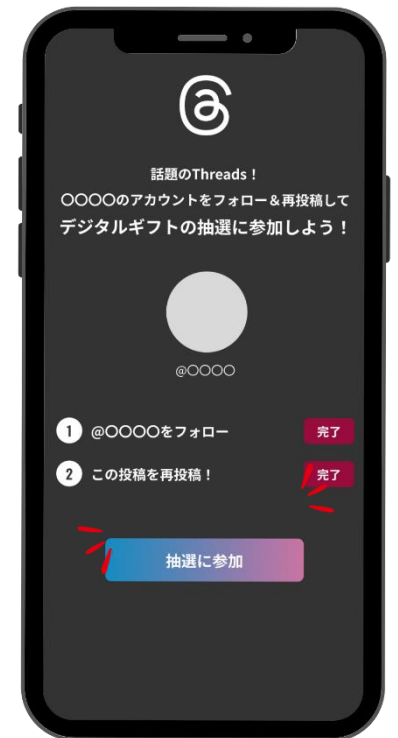 話題のThreads！
〇〇〇〇のアカウントをフォロー＆再投稿して
デジタルギフトの抽選に参加しよう！
@〇〇〇〇
1 @〇〇〇〇をフォロー 完了
2 この投稿を再投稿！ 完了
抽選に参加